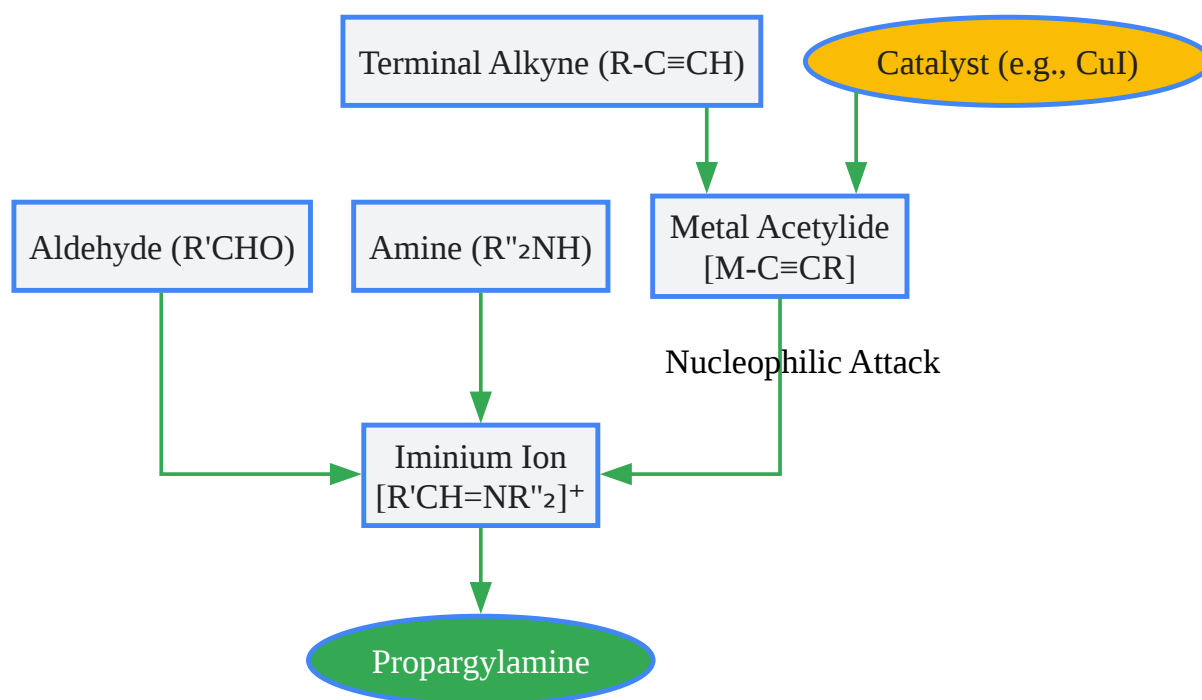 Terminal Alkyne (R-C≡CH)
Catalyst (e.g., CuI)
Aldehyde (R'CHO)
Amine (R"₂NH)
Metal Acetylide
[M-C≡CR]
Nucleophilic Attack
Iminium Ion
[R'CH=NR"₂]⁺
Propargylamine